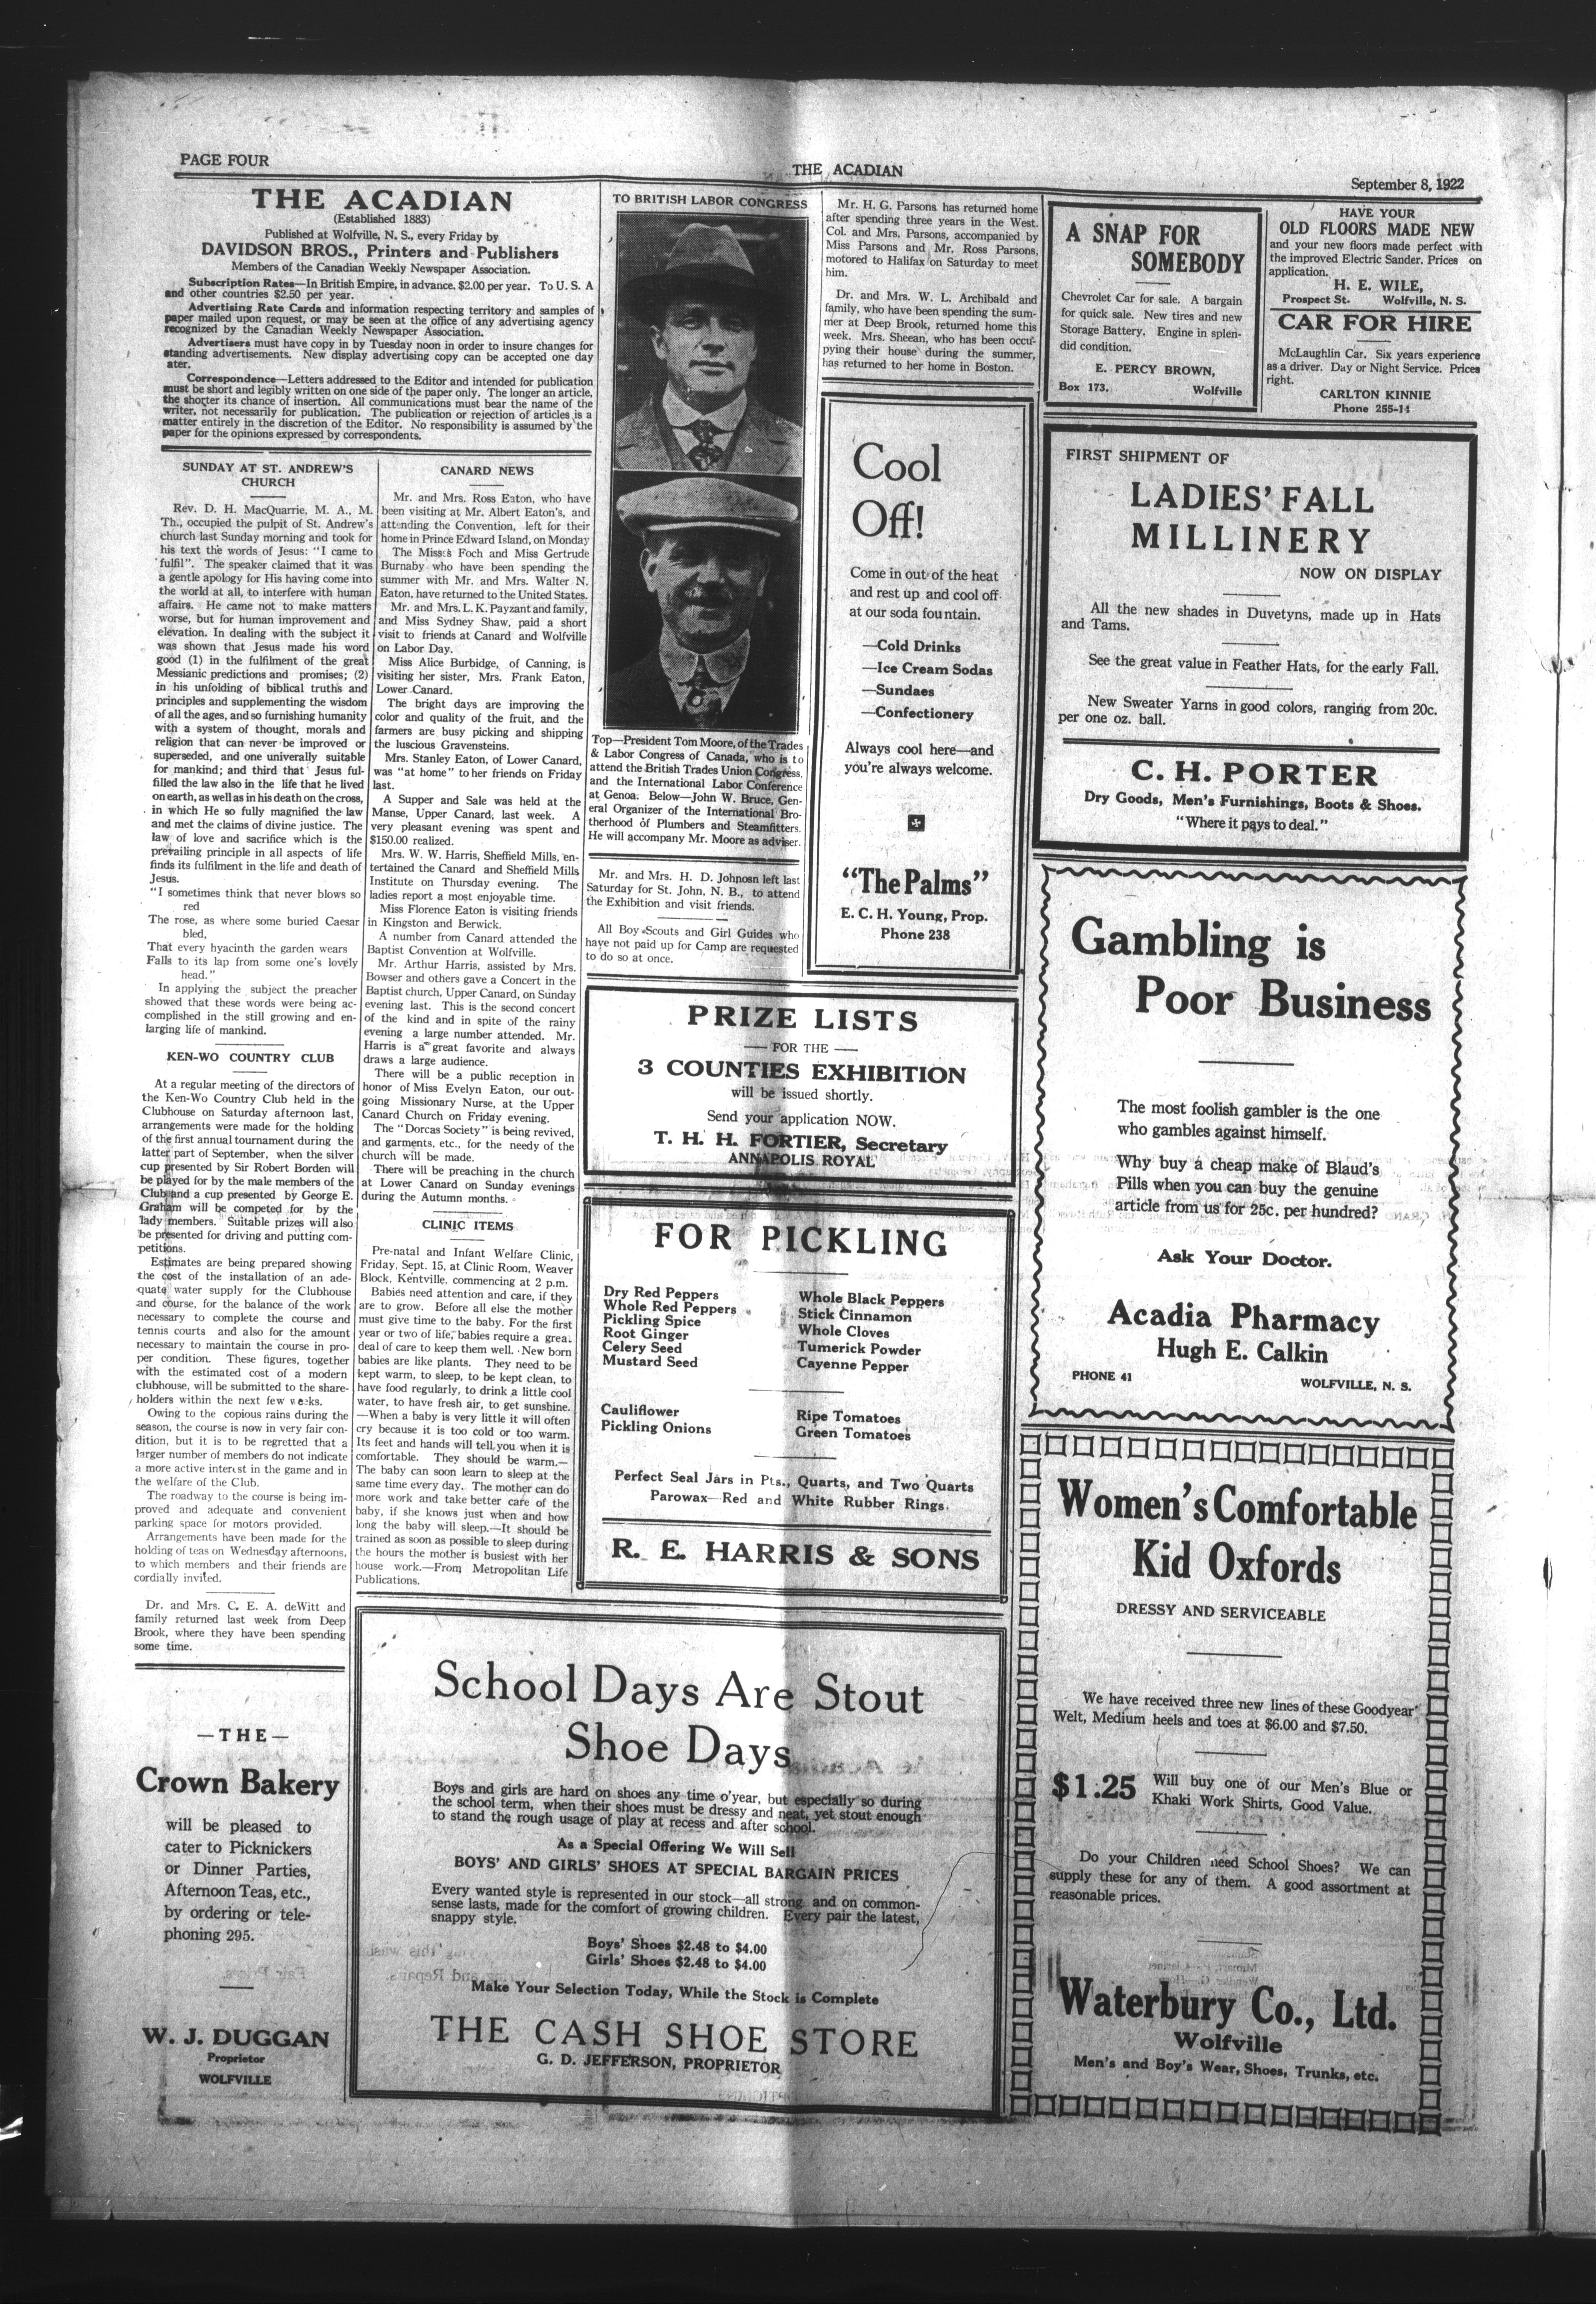 PAGE FOUR
THE ACADIAN
September 8, 1922
THE ACADIAN
(Established 1883)
Published at Wolfville, N. S., every Friday by
DAVIDSON BROS., Printers and Publishers
Members of the Canadian Weekly Newspaper Association.
Subscription Rates—In British Empire, in advance, $2.00 per year. To U. S. A
and other countries $2.50 per year.
Advertising Rate Cards and information respecting territory and samples of
paper mailed upon request, or may be seen at the office of any advertising agency
recognized by the Canadian Weekly Newspaper Association.
Advertisers must have copy in by Tuesday noon in order to insure changes for
standing advertisements. New display advertising copy can be accepted one day
ater.
Correspondence—Letters addressed to the Editor and intended for publication
must be short and legibly written on one side of the paper only. The longer an article,
the shorter its chance of insertion. All communications must bear the name of the
writer, not necessarily for publication. The publication or rejection of articles is a
matter entirely in the discretion of the Editor. No responsibility is assumed by the
paper for the opinions expressed by correspondents.
SUNDAY AT ST. ANDREW'S
CHURCH
Rev. D. H. MacQuarrie, M. A., M.
Th., occupied the pulpit of St. Andrew's
church last Sunday morning and took for
his text the words of Jesus: "I came to
fulfil". The speaker claimed that it was
a gentle apology for His having come into
the world at all, to interfere with human
affairs. He came not to make matters
worse, but for human improvement and
elevation. In dealing with the subject it
was shown that Jesus made his word
good (1) in the fulfilment of the great
Messianic predictions and promises; (2)
in his unfolding of biblical truths and
principles and supplementing the wisdom
of all the ages, and so furnishing humanity
with a system of thought, morals and
religion that can never be improved or
superseded, and one univerally suitable
for mankind; and third that Jesus ful-
filled the law also in the life that he lived
on earth, as well as in his death on the cross,
in which He so fully magnified the law
and met the claims of divine justice. The
law of love and sacrifice which is the
prevailing principle in all aspects of life
finds its fulfilment in the life and death of
Jesus.
"I sometimes think that never blows so
red
The rose, as where some buried Caesar
bled,
That every hyacinth the garden wears
Falls to its lap from some one's lovely
head."
In applying the subject the preacher
showed that these words were being ac-
complished in the still growing and en-
larging life of mankind.
KEN-WO COUNTRY CLUB
At a regular meeting of the directors of
the Ken-Wo Country Club held in the
Clubhouse on Saturday afternoon last,
arrangements were made for the holding
of the first annual tournament during the
latter part of September, when the silver
cup presented by Sir Robert Borden will
be played for by the male members of the
Club and a cup presented by George E.
Graham will be competed for by the
lady members. Suitable prizes will also
be presented for driving and putting com-
petitions.
Estimates are being prepared showing
the cost of the installation of an ade-
quate water supply for the Clubhouse
and course, for the balance of the work
necessary to complete the course and
tennis courts and also for the amount
necessary to maintain the course in pro-
per condition. These figures, together
with the estimated cost of a modern
clubhouse, will be submitted to the share-
holders within the next few weeks.
Owing to the copious rains during the
season, the course is now in very fair con-
dition, but it is to be regretted that a
larger number of members do not indicate
a more active interest in the game and in
the welfare of the Club.
The roadway to the course is being im-
proved and adequate and convenient
parking space for motors provided.
Arrangements have been made for the
holding of teas on Wednesday afternoons,
to which members and their friends are
cordially invited.
Dr. and Mrs. C. E. A. deWitt and
family returned last week from Deep
Brook, where they have been spending
some time.
—THE—
Crown Bakery
will be pleased to
cater to Picknickers
or Dinner Parties,
Afternoon Teas, etc.,
by ordering or tele-
phoning 295.
W. J. DUGGAN
Proprietor
WOLFVILLE
CANARD NEWS
Mr. and Mrs. Ross Eaton, who have
been visiting at Mr. Albert Eaton's, and
attending the Convention, left for their
home in Prince Edward Island, on Monday
The Misses Foch and Miss Gertrude
Burnaby who have been spending the
summer with Mr. and Mrs. Walter N.
Eaton, have returned to the United States.
Mr. and Mrs. L. K. Payzant and family,
and Miss Sydney Shaw, paid a short
visit to friends at Canard and Wolfville
on Labor Day.
Miss Alice Burbidge, of Canning, is
visiting her sister, Mrs. Frank Eaton,
Lower Canard.
The bright days are improving the
color and quality of the fruit, and the
farmers are busy picking and shipping
the luscious Gravensteins.
Mrs. Stanley Eaton, of Lower Canard,
was "at home" to her friends on Friday
last.
A Supper and Sale was held at the
Manse, Upper Canard, last week. A
very pleasant evening was spent and
$150.00 realized.
Mrs. W. W. Harris, Sheffield Mills, en-
tertained the Canard and Sheffield Mills
Institute on Thursday evening. The
ladies report a most enjoyable time.
Miss Florence Eaton is visiting friends
in Kingston and Berwick.
A number from Canard attended the
Baptist Convention at Wolfville.
Mr. Arthur Harris, assisted by Mrs.
Bowser and others gave a Concert in the
Baptist church, Upper Canard, on Sunday
evening last. This is the second concert
of the kind and in spite of the rainy
evening a large number attended. Mr.
Harris is a great favorite and always
draws a large audience.
There will be a public reception in
honor of Miss Evelyn Eaton, our out-
going Missionary Nurse, at the Upper
Canard Church on Friday evening.
The "Dorcas Society" is being revived,
and garments, etc., for the needy of the
church will be made.
There will be preaching in the church
at Lower Canard on Sunday evenings
during the Autumn months.
CLINIC ITEMS
Pre-natal and Infant Welfare Clinic,
Friday, Sept. 15, at Clinic Room, Weaver
Block, Kentville, commencing at 2 p.m.
Babies need attention and care, if they
are to grow. Before all else the mother
must give time to the baby. For the first
year or two of life, babies require a great
deal of care to keep them well. New born
babies are like plants. They need to be
kept warm, to sleep, to be kept clean, to
have food regularly, to drink a little cool
water, to have fresh air, to get sunshine.
—When a baby is very little it will often
cry because it is too cold or too warm.
Its feet and hands will tell you when it is
comfortable. They should be warm.—
The baby can soon learn to sleep at the
same time every day. The mother can do
more work and take better care of the
baby, if she knows just when and how
long the baby will sleep.—It should be
trained as soon as possible to sleep during
the hours the mother is busiest with her
house work.—From Metropolitan Life
Publications.
TO BRITISH LABOR CONGRESS
Top—President Tom Moore, of the Trades
& Labor Congress of Canada, who is to
attend the British Trades Union Congress,
and the International Labor Conference
at Genoa. Below—John W. Bruce, Gen-
eral Organizer of the International Bro-
therhood of Plumbers and Steamfitters.
He will accompany Mr. Moore as adviser.
Mr. and Mrs. H. D. Johnosn left last
Saturday for St. John, N. B., to attend
the Exhibition and visit friends.
All Boy Scouts and Girl Guides who
have not paid up for Camp are requested
to do so at once.
Mr. H. G. Parsons has returned home
after spending three years in the West.
Col. and Mrs. Parsons, accompanied by
Miss Parsons and Mr. Ross Parsons,
motored to Halifax on Saturday to meet
him.
Dr. and Mrs. W. L. Archibald and
family, who have been spending the sum-
mer at Deep Brook, returned home this
week. Mrs. Sheean, who has been occu-
pying their house during the summer,
has returned to her home in Boston.
Cool
Off!
Come in out of the heat
and rest up and cool off
at our soda fountain.
—Cold Drinks
—Ice Cream Sodas
—Sundaes
—Confectionery
Always cool here—and
you're always welcome.
"The Palms"
E. C. H. Young, Prop.
Phone 238
PRIZE LISTS
— FOR THE —
3 COUNTIES EXHIBITION
will be issued shortly.
Send your application NOW.
T. H. H. FORTIER, Secretary
ANNAPOLIS ROYAL
FOR PICKLING
Dry Red Peppers
Whole Red Peppers
Pickling Spice
Root Ginger
Celery Seed
Mustard Seed
Whole Black Peppers
Stick Cinnamon
Whole Cloves
Tumerick Powder
Cayenne Pepper
Cauliflower
Pickling Onions
Ripe Tomatoes
Green Tomatoes
Perfect Seal Jars in Pts., Quarts, and Two Quarts
Parowax—Red and White Rubber Rings.
R. E. HARRIS & SONS
School Days Are Stout
Shoe Days
Boys and girls are hard on shoes any time o'year, but especially so during
the school term, when their shoes must be dressy and neat, yet stout enough
to stand the rough usage of play at recess and after school.
As a Special Offering We Will Sell
BOYS' AND GIRLS' SHOES AT SPECIAL BARGAIN PRICES
Every wanted style is represented in our stock—all strong and on common-
sense lasts, made for the comfort of growing children. Every pair the latest,
snappy style.
Boys' Shoes $2.48 to $4.00
Girls' Shoes $2.48 to $4.00
Make Your Selection Today, While the Stock is Complete
THE CASH SHOE STORE
G. D. JEFFERSON, PROPRIETOR
A SNAP FOR
SOMEBODY
Chevrolet Car for sale. A bargain
for quick sale. New tires and new
Storage Battery. Engine in splen-
did condition.
E. PERCY BROWN,
Box 173. Wolfville
HAVE YOUR
OLD FLOORS MADE NEW
and your new floors made perfect with
the improved Electric Sander. Prices on
application.
H. E. WILE,
Prospect St. Wolfville, N. S.
CAR FOR HIRE
McLaughlin Car. Six years experience
as a driver. Day or Night Service. Prices
right.
CARLTON KINNIE
Phone 255-14
FIRST SHIPMENT OF
LADIES' FALL
MILLINERY
NOW ON DISPLAY
All the new shades in Duvetyns, made up in Hats
and Tams.
See the great value in Feather Hats, for the early Fall.
New Sweater Yarns in good colors, ranging from 20c.
per one oz. ball.
C. H. PORTER
Dry Goods, Men's Furnishings, Boots & Shoes.
"Where it pays to deal."
Gambling is
Poor Business
The most foolish gambler is the one
who gambles against himself.
Why buy a cheap make of Blaud's
Pills when you can buy the genuine
article from us for 25c. per hundred?
Ask Your Doctor.
Acadia Pharmacy
Hugh E. Calkin
PHONE 41
WOLFVILLE, N. S.
Women's Comfortable
Kid Oxfords
DRESSY AND SERVICEABLE
We have received three new lines of these Goodyear
Welt, Medium heels and toes at $6.00 and $7.50.
$1.25 Will buy one of our Men's Blue or
Khaki Work Shirts, Good Value.
Do your Children need School Shoes? We can
supply these for any of them. A good assortment at
reasonable prices.
Waterbury Co., Ltd.
Wolfville
Men's and Boy's Wear, Shoes, Trunks, etc.